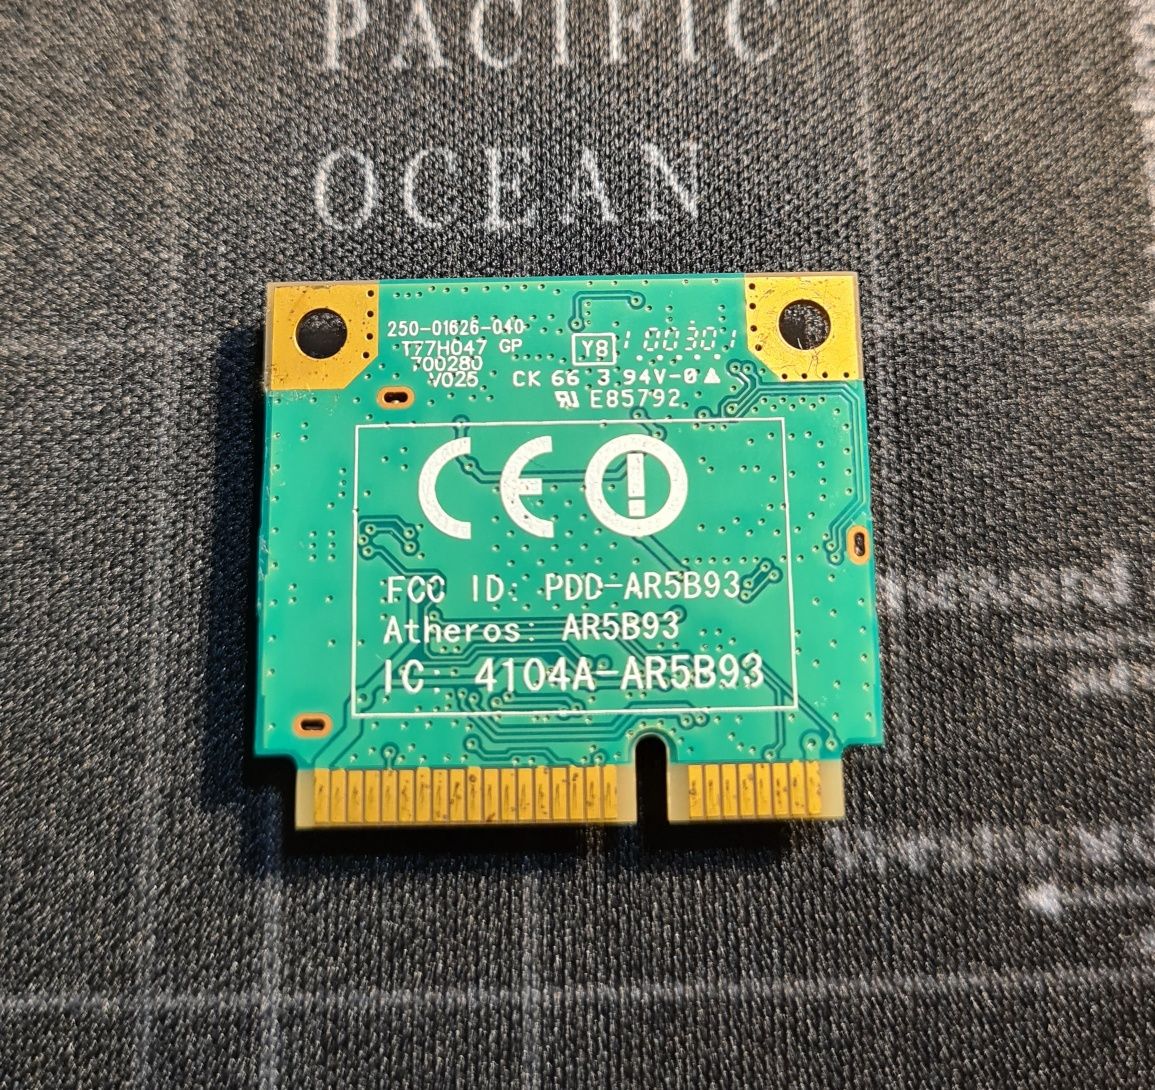 PACIFIC
OCEAN
250-01626-040
T77H047 GP
700280
V025
Y8 100301
CK 66 3 94V-0
E85792
CE
FCC ID: PDD-AR5B93
Atheros: AR5B93
IC: 4104A-AR5B93